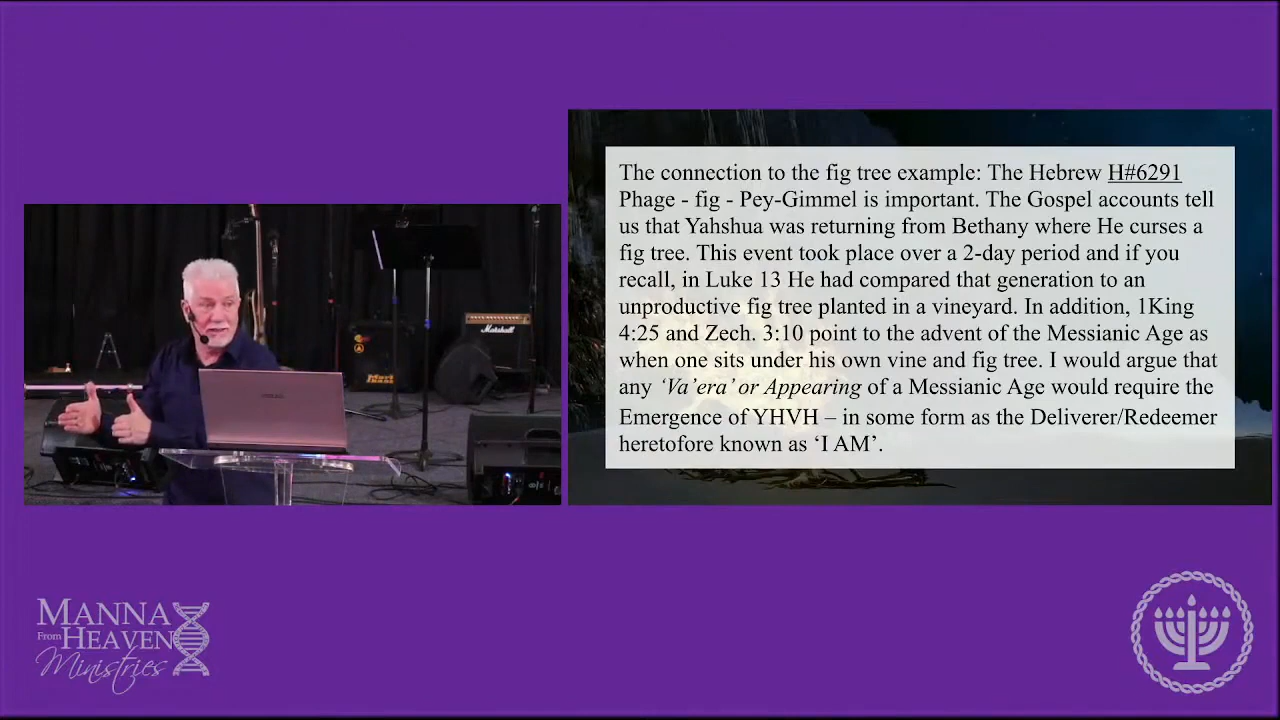 The connection to the fig tree example: The Hebrew H#6291
Phage - fig - Pey-Gimmel is important. The Gospel accounts tell
us that Yahshua was returning from Bethany where He curses a
fig tree. This event took place over a 2-day period and if you
recall, in Luke 13 He had compared that generation to an
unproductive fig tree planted in a vineyard. In addition, 1King
4:25 and Zech. 3:10 point to the advent of the Messianic Age as
when one sits under his own vine and fig tree. I would argue that
any ‘Va’era’ or Appearing of a Messianic Age would require the
Emergence of YHVH – in some form as the Deliverer/Redeemer
heretofore known as ‘I AM’.
Marshall
MANNA
From HEAVEN
Ministries